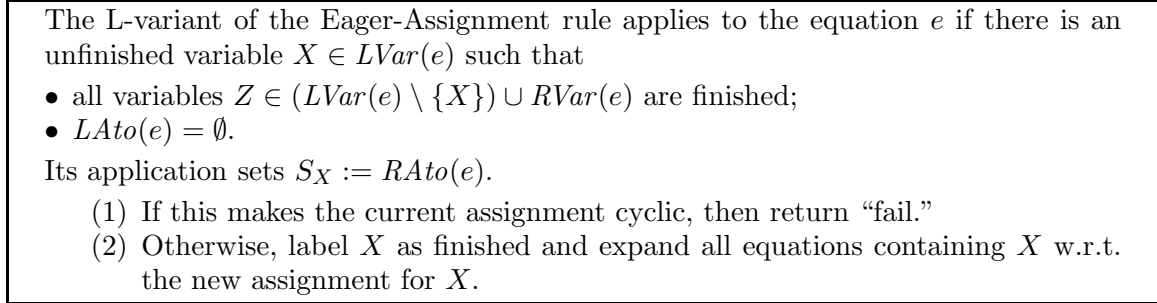 The L-variant of the Eager-Assignment rule applies to the equation e if there is an
unfinished variable X ∈ LVar(e) such that
• all variables Z ∈ (LVar(e) \ {X}) ∪ RVar(e) are finished;
• LAto(e) = ∅.
Its application sets S_X := RAto(e).
(1) If this makes the current assignment cyclic, then return “fail.”
(2) Otherwise, label X as finished and expand all equations containing X w.r.t.
the new assignment for X.